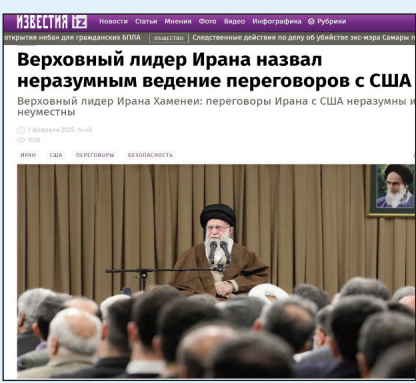 ИЗВЕСТИЯ iz Новости Статьи Мнения Фото Видео Инфографика Рубрики
открытия неба» для гражданских БПЛА | ОБЩЕСТВО | Следственные действия по делу об убийстве экс-мэра Самары
Верховный лидер Ирана назвал
неразумным ведение переговоров с США
Верховный лидер Ирана Хаменеи: переговоры Ирана с США неразумны и
неуместны
7 февраля 2025, 14:40
1538
ИРАН США ПЕРЕГОВОРЫ БЕЗОПАСНОСТЬ